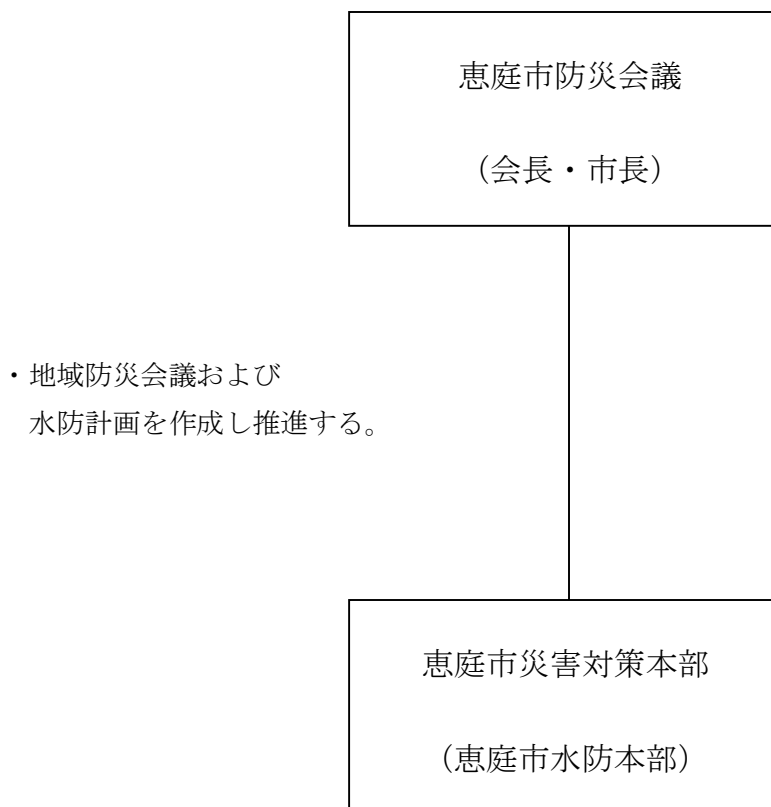 恵庭市防災会議
（会長・市長）
・地域防災会議および
水防計画を作成し推進する。
恵庭市災害対策本部
（恵庭市水防本部）